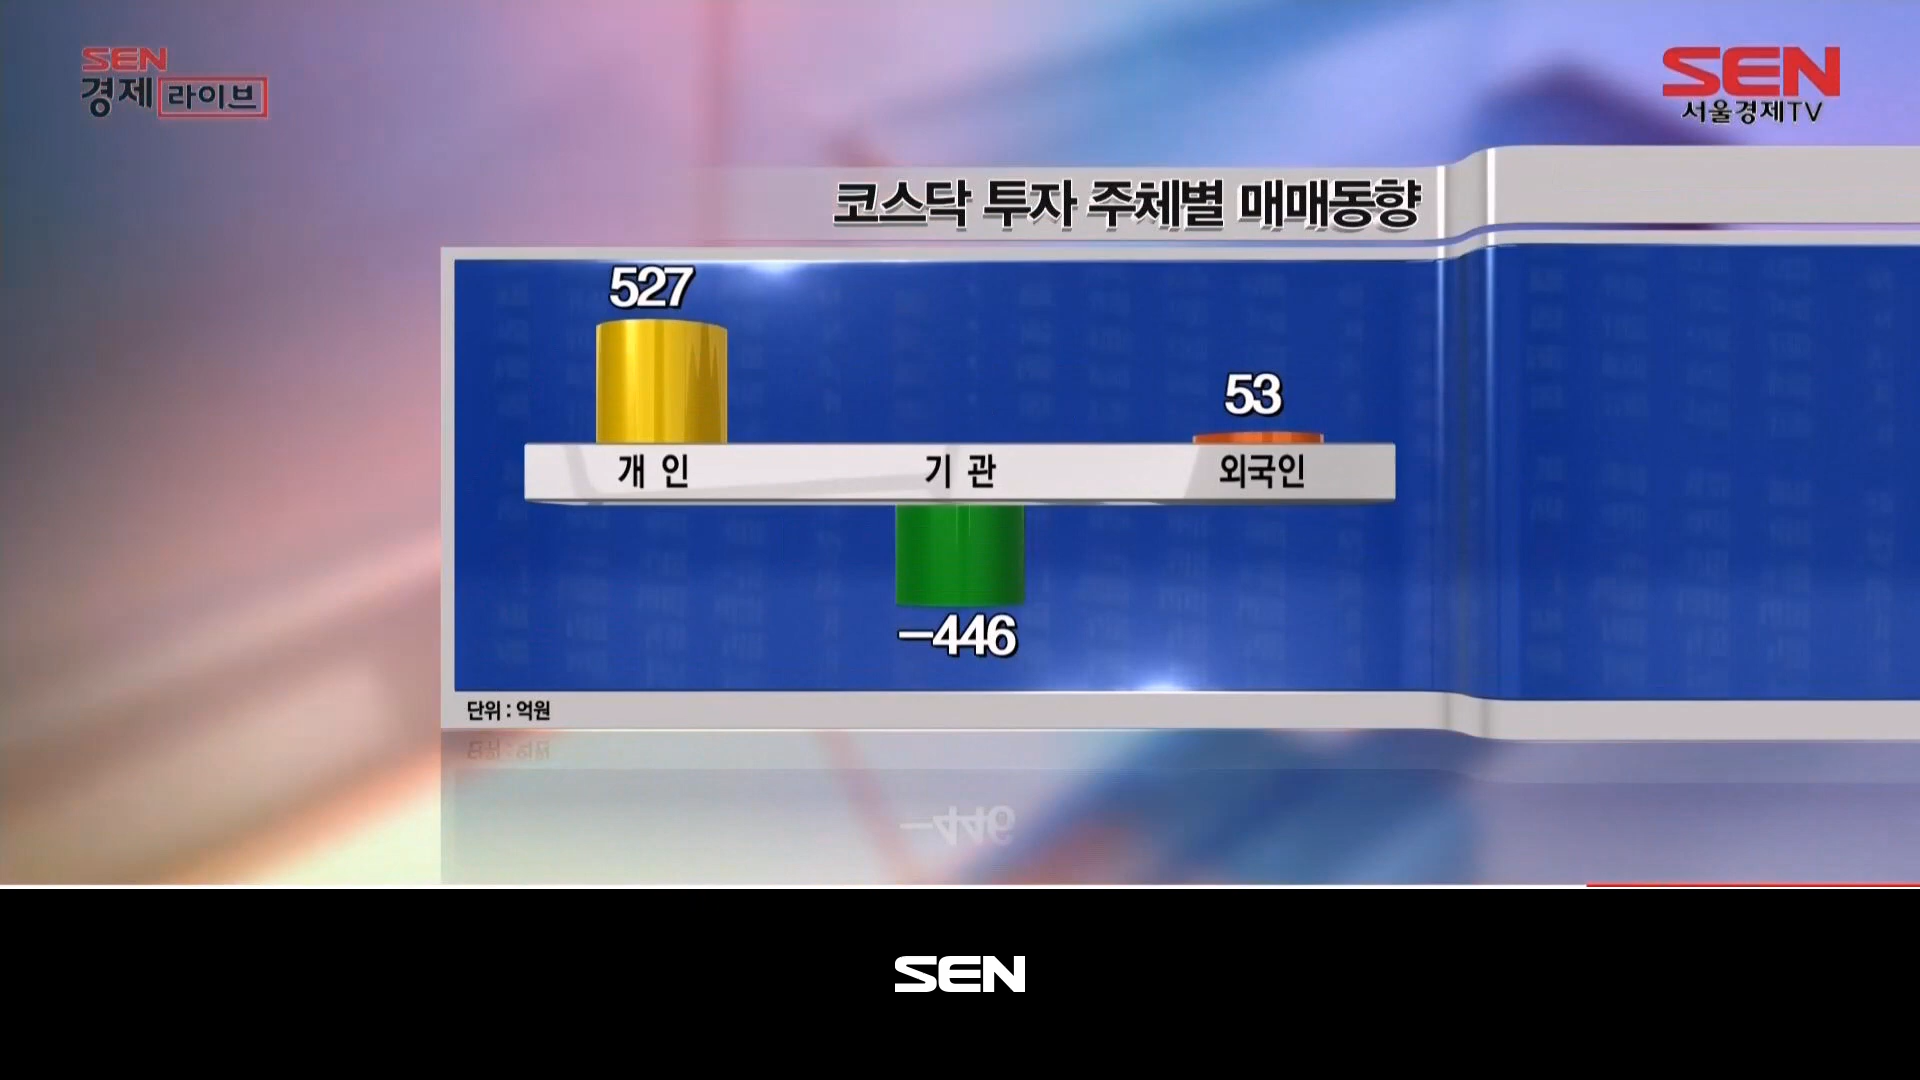 SEN
경제 라이브
SEN
서울경제TV
코스닥 투자 주체별 매매동향
527
53
개 인 기 관 외국인
-446
단위 : 억원
SEN